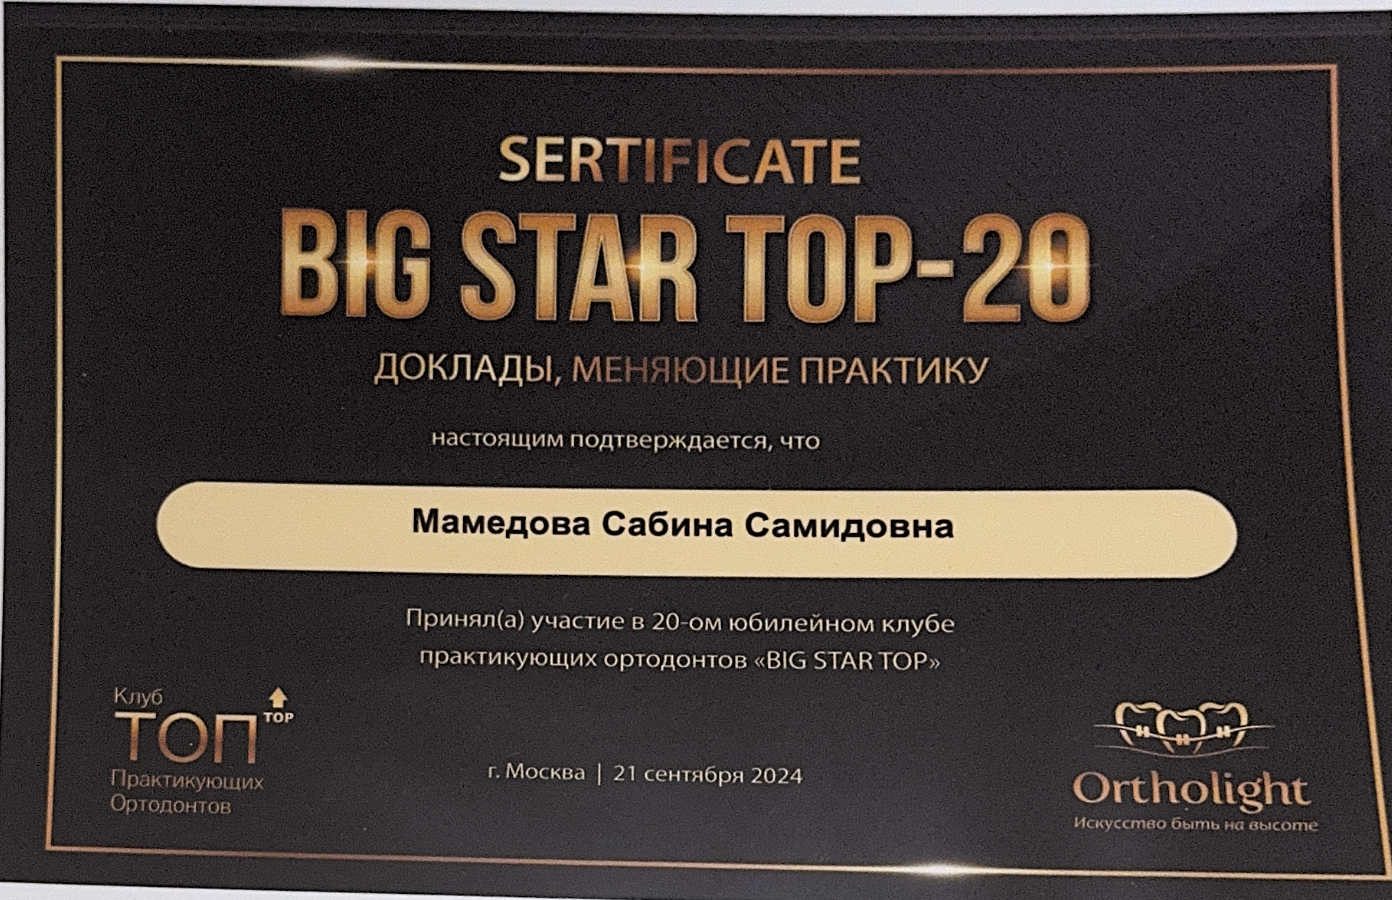 SERTIFICATE
BIG STAR TOP-20
ДОКЛАДЫ, МЕНЯЮЩИЕ ПРАКТИКУ
настоящим подтверждается, что
Мамедова Сабина Самидовна
Принял(а) участие в 20-ом юбилейном клубе
практикующих ортодонтов «BIG STAR TOP»
Клуб
ТОП TOP
Практикующих
Ортодонтов
г. Москва | 21 сентября 2024
Ortholight
Искусство быть на высоте